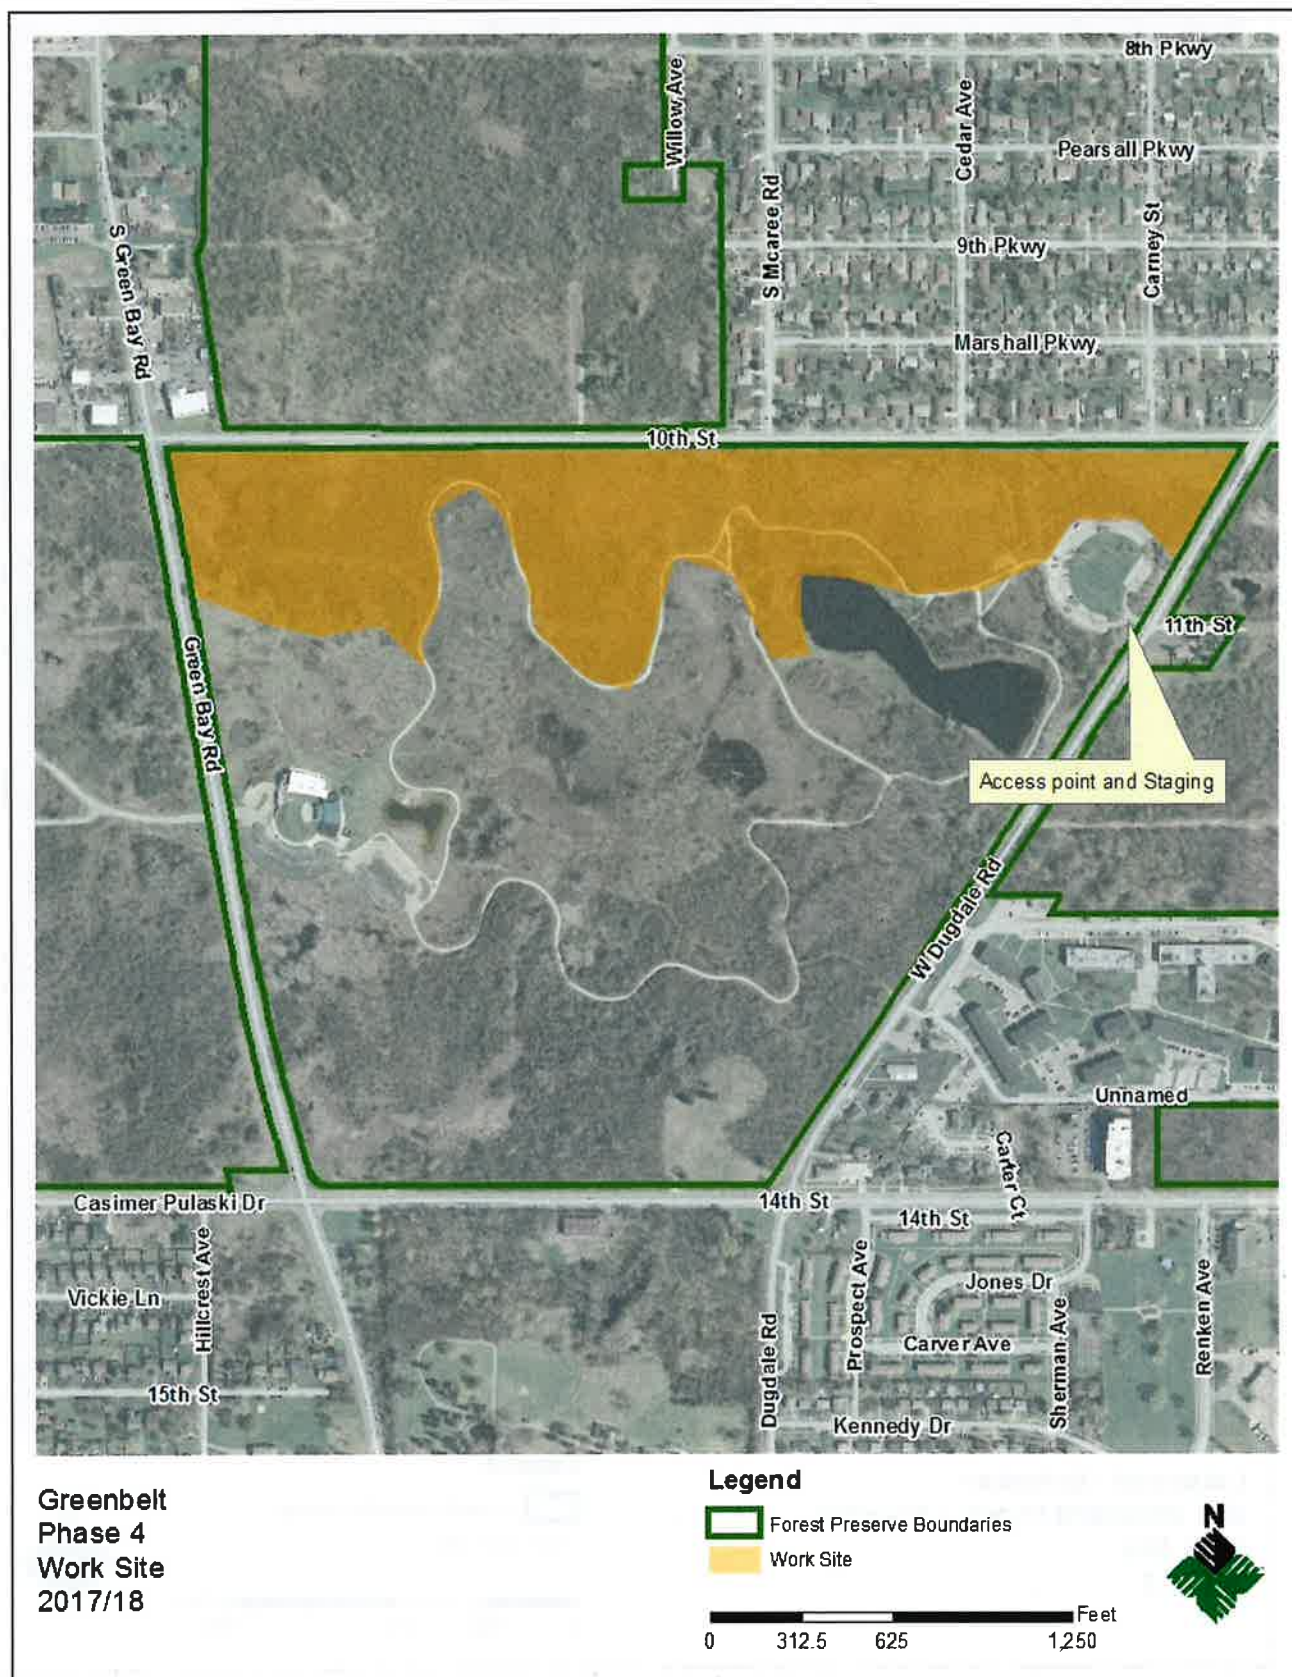 8th Pkwy
Willow Ave
Cedar Ave
Pearsall Pkwy
S Mcaree Rd
Carney St
9th Pkwy
S Green Bay Rd
Marshall Pkwy
10th St
11th St
Green Bay Rd
Access point and Staging
W Dugdale Rd
Unnamed
Carter Ct
Casimer Pulaski Dr
14th St
14th St
Hillcrest Ave
Vickie Ln
Prospect Ave
Jones Dr
Dugdale Rd
Carver Ave
Sherman Ave
Renken Ave
15th St
Kennedy Dr
Greenbelt
Phase 4
Work Site
2017/18
Legend
Forest Preserve Boundaries
Work Site
Feet
0 312.5 625 1,250
N